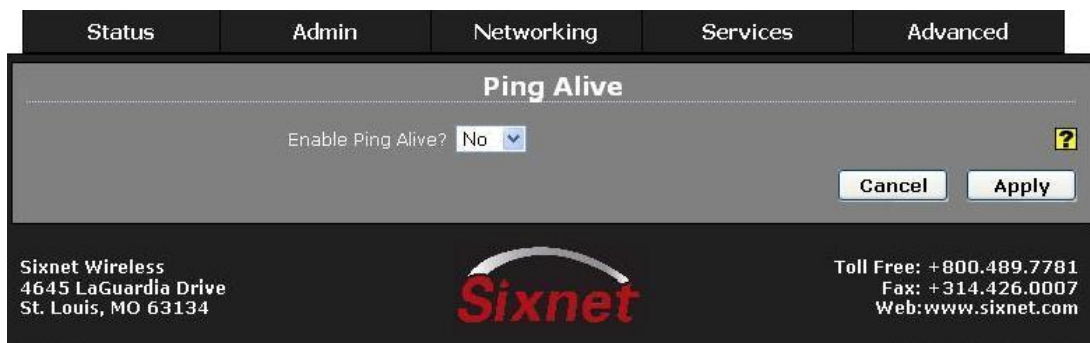 Status Admin Networking Services Advanced
Ping Alive
Enable Ping Alive? No
?
Cancel Apply
Sixnet Wireless
4645 LaGuardia Drive
St. Louis, MO 63134
Sixnet
Toll Free: +800.489.7781
Fax: +314.426.0007
Web:www.sixnet.com